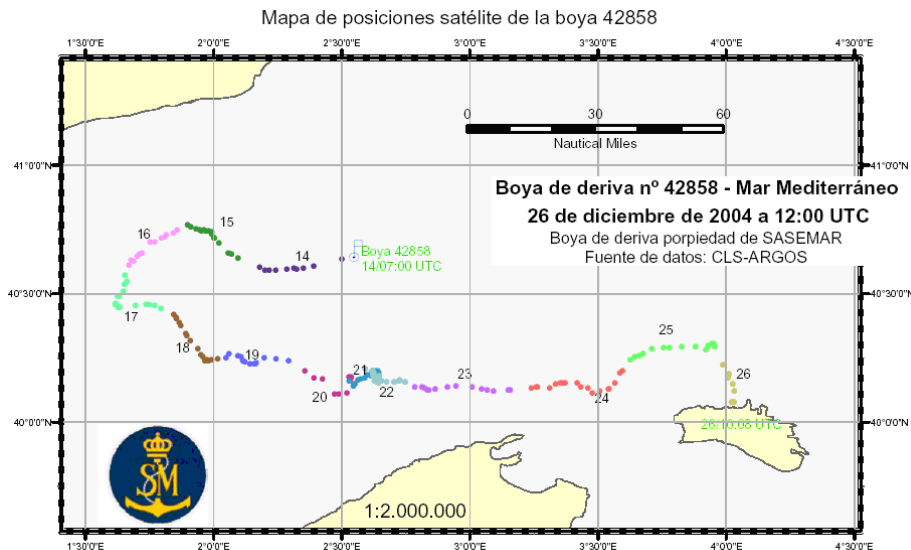 Mapa de posiciones satélite de la boya 42858
1°30'0"E 2°0'0"E 2°30'0"E 3°0'0"E 3°30'0"E 4°0'0"E 4°30'0"E
0 30 60
Nautical Miles
41°0'0"N 41°0'0"N
Boya de deriva nº 42858 - Mar Mediterráneo
26 de diciembre de 2004 a 12:00 UTC
Boya de deriva porpiedad de SASEMAR
Fuente de datos: CLS-ARGOS
15
16
14
Boya 42858
14/07:00 UTC
40°30'0"N 40°30'0"N
17
18
19
20
21
22
23
24
25
26
26/10:08 UTC
40°0'0"N 40°0'0"N
SM
1:2.000.000
1°30'0"E 2°0'0"E 2°30'0"E 3°0'0"E 3°30'0"E 4°0'0"E 4°30'0"E